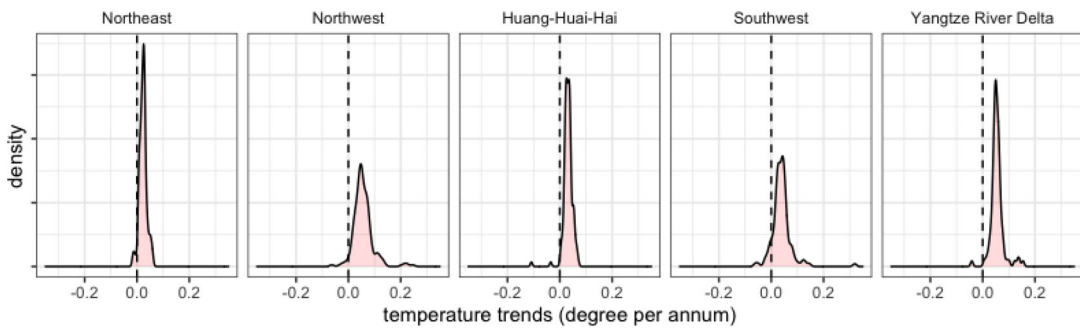 Northeast
Northwest
Huang-Huai-Hai
Southwest
Yangtze River Delta
density
-0.2 0.0 0.2
-0.2 0.0 0.2
-0.2 0.0 0.2
-0.2 0.0 0.2
-0.2 0.0 0.2
temperature trends (degree per annum)